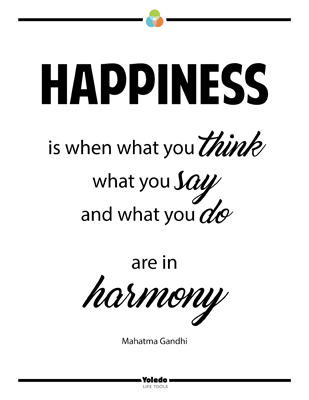 HAPPINESS
is when what you think
what you say
and what you do
are in
harmony
Mahatma Gandhi
Yoledo
LIFE TOOLS